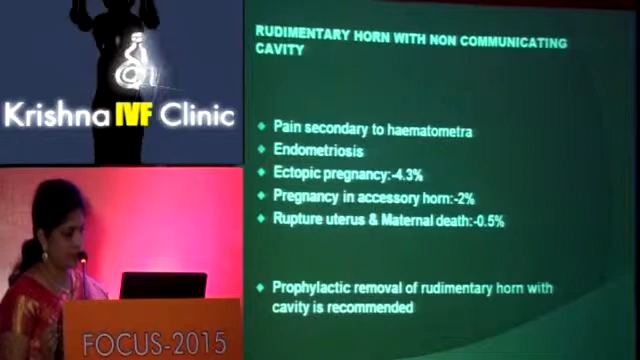 Krishna IVF Clinic
FOCUS-2015
RUDIMENTARY HORN WITH NON COMMUNICATING
CAVITY
Pain secondary to haematometra
Endometriosis
Ectopic pregnancy:-4.3%
Pregnancy in accessory horn:-2%
Rupture uterus & Maternal death:-0.5%
Prophylactic removal of rudimentary horn with
cavity is recommended